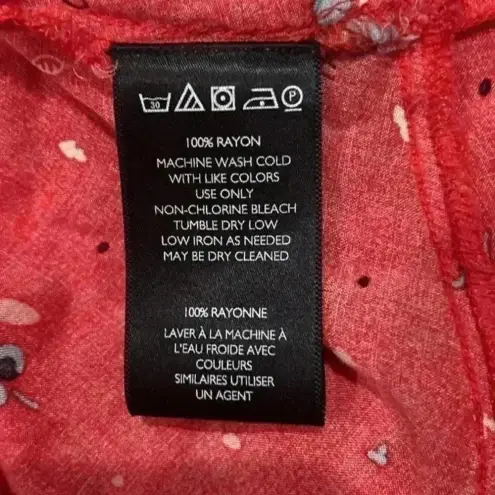 30 P
100% RAYON
MACHINE WASH COLD
WITH LIKE COLORS
USE ONLY
NON-CHLORINE BLEACH
TUMBLE DRY LOW
LOW IRON AS NEEDED
MAY BE DRY CLEANED
100% RAYONNE
LAVER À LA MACHINE À
L'EAU FROIDE AVEC
COULEURS
SIMILAIRES UTILISER
UN AGENT